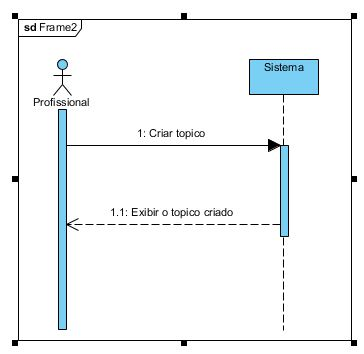 sd Frame2
Sistema
Profissional
1: Criar topico
1.1: Exibir o topico criado